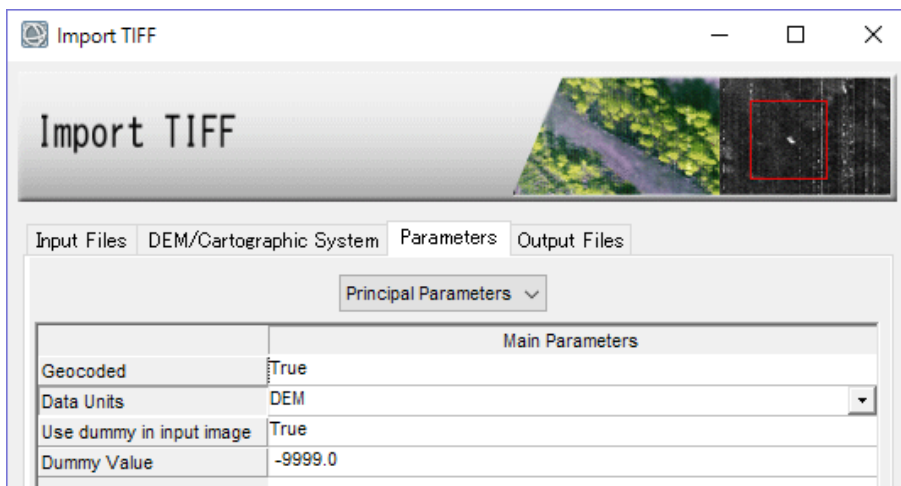 Import TIFF
Import TIFF
Input Files DEM/Cartographic System Parameters Output Files
Principal Parameters
Main Parameters
Geocoded True
Data Units DEM
Use dummy in input image True
Dummy Value -9999.0